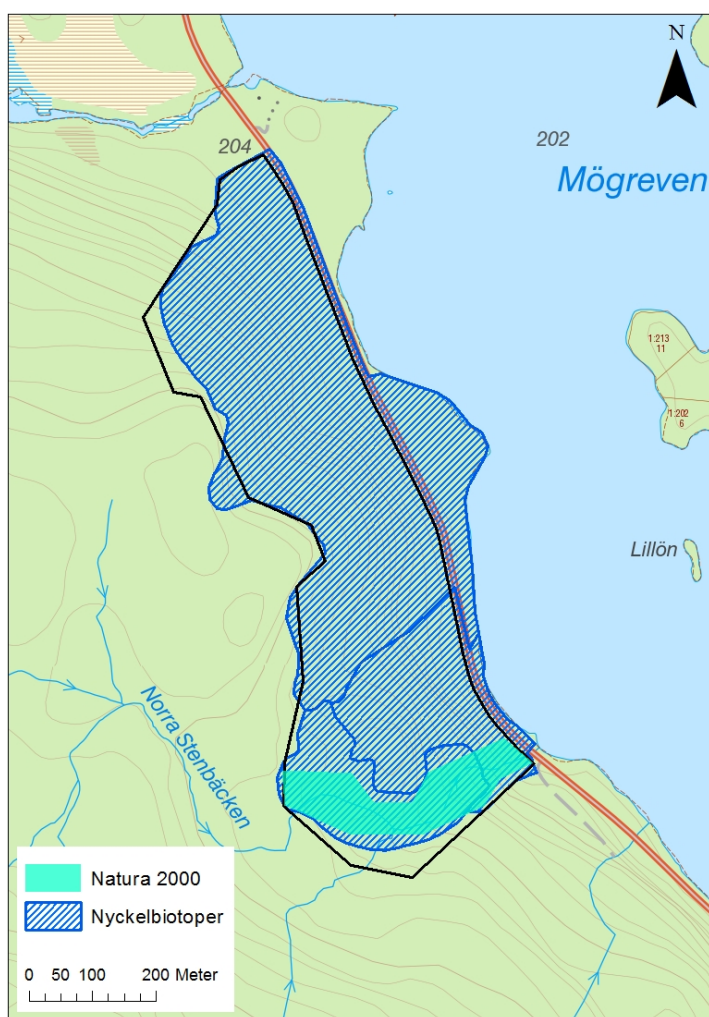 N
204
202
Mögreven
1:213
11
1:202
6
Lillön
Norra Stenbäcken
Natura 2000
Nyckelbiotoper
0 50 100 200 Meter